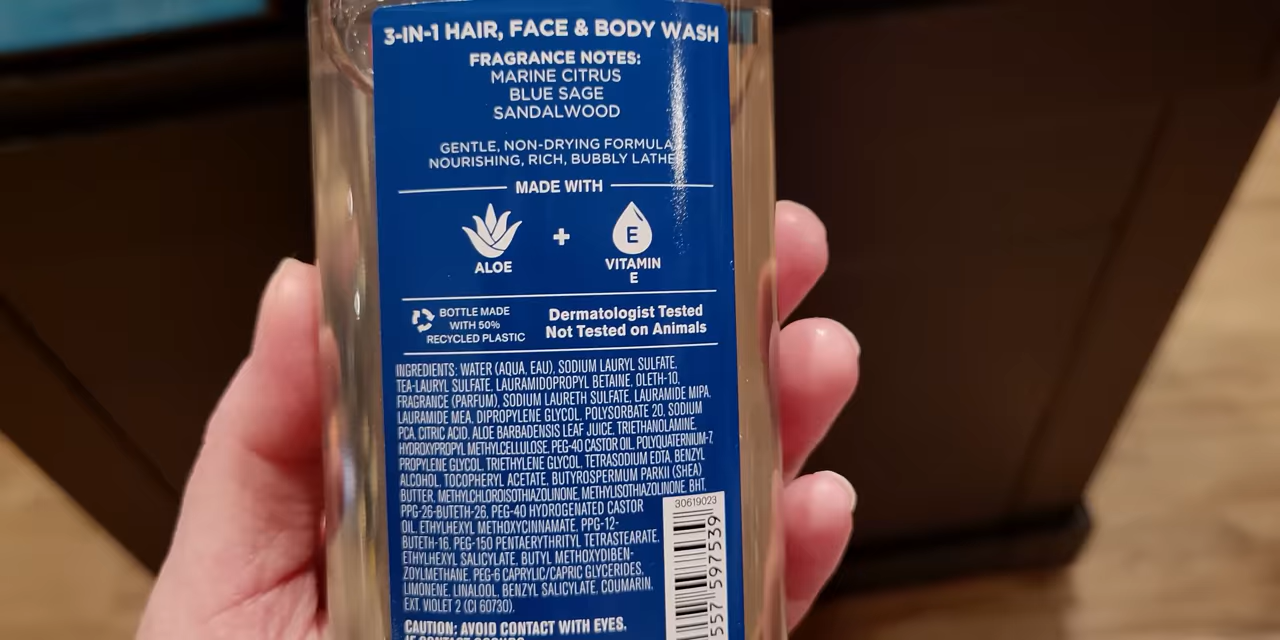 3-IN-1 HAIR, FACE & BODY WASH
FRAGRANCE NOTES:
MARINE CITRUS
BLUE SAGE
SANDALWOOD
GENTLE, NON-DRYING FORMULA
NOURISHING, RICH, BUBBLY LATHER
MADE WITH
ALOE
+
E
VITAMIN
E
BOTTLE MADE
WITH 50%
RECYCLED PLASTIC
Dermatologist Tested
Not Tested on Animals
INGREDIENTS: WATER (AQUA, EAU), SODIUM LAURYL SULFATE,
TEA-LAURYL SULFATE, LAURAMIDOPROPYL BETAINE, OLETH-10,
FRAGRANCE (PARFUM), SODIUM LAURETH SULFATE, LAURAMIDE MIPA,
LAURAMIDE MEA, DIPROPYLENE GLYCOL, POLYSORBATE 20, SODIUM
PCA, CITRIC ACID, ALOE BARBADENSIS LEAF JUICE, TRIETHANOLAMINE,
HYDROXYPROPYL METHYLCELLULOSE, PEG-40 CASTOR OIL, POLYQUATERNIUM-7,
PROPYLENE GLYCOL, TRIETHYLENE GLYCOL, TETRASODIUM EDTA, BENZYL
ALCOHOL, TOCOPHERYL ACETATE, BUTYROSPERMUM PARKII (SHEA)
BUTTER, METHYLCHLOROISOTHIAZOLINONE, METHYLISOTHIAZOLINONE, BHT,
PPG-26-BUTETH-26, PEG-40 HYDROGENATED CASTOR
OIL, ETHYLHEXYL METHOXYCINNAMATE, PPG-12-
BUTETH-16, PEG-150 PENTAERYTHRITYL TETRASTEARATE,
ETHYLHEXYL SALICYLATE, BUTYL METHOXYDIBEN-
ZOYLMETHANE, PEG-6 CAPRYLIC/CAPRIC GLYCERIDES,
LIMONENE, LINALOOL, BENZYL SALICYLATE, COUMARIN,
EXT. VIOLET 2 (CI 60730).
30619023
557 597539
CAUTION: AVOID CONTACT WITH EYES.